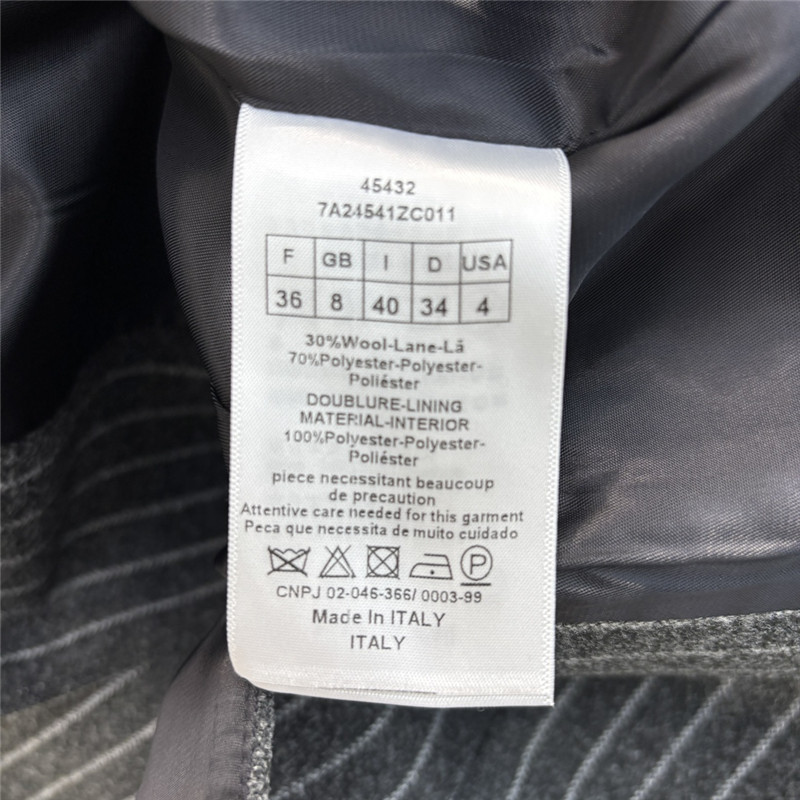 45432
7A24541ZC011
F GB I D USA
36 8 40 34 4
30%Wool-Lane-Lã
70%Polyester-Polyester-
Poliéster
DOUBLURE-LINING
MATERIAL-INTERIOR
100%Polyester-Polyester-
Poliéster
piece necessitant beaucoup
de precaution
Attentive care needed for this garment
Peca que necessita de muito cuidado
P
CNPJ 02-046-366/ 0003-99
Made In ITALY
ITALY